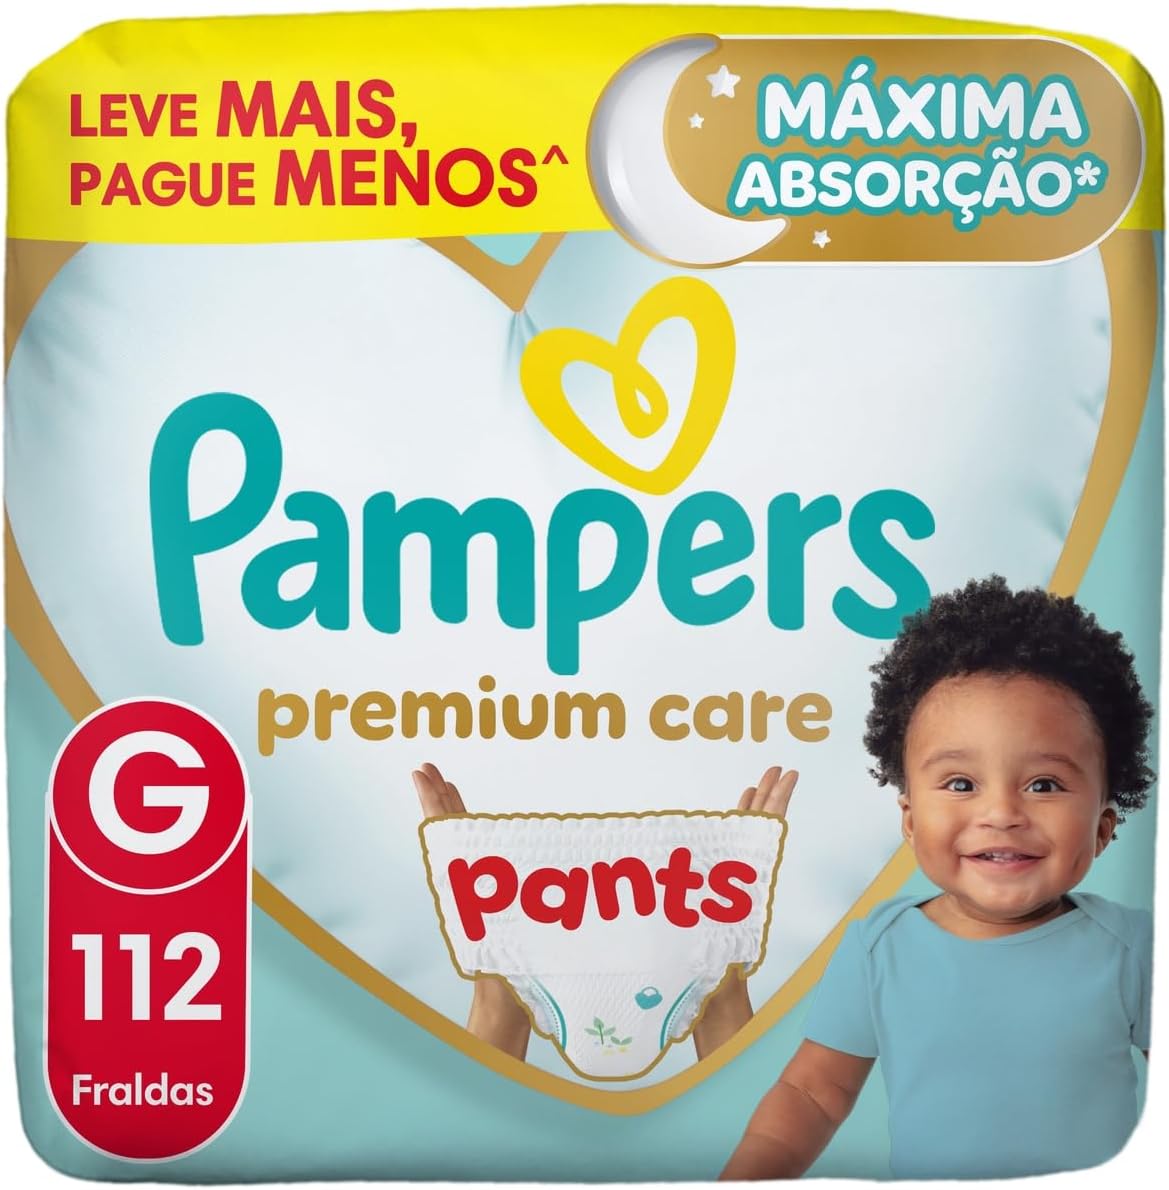 LEVE MAIS,
PAGUE MENOS^
MÁXIMA
ABSORÇÃO*
Pampers
premium care
pants
G
112
Fraldas